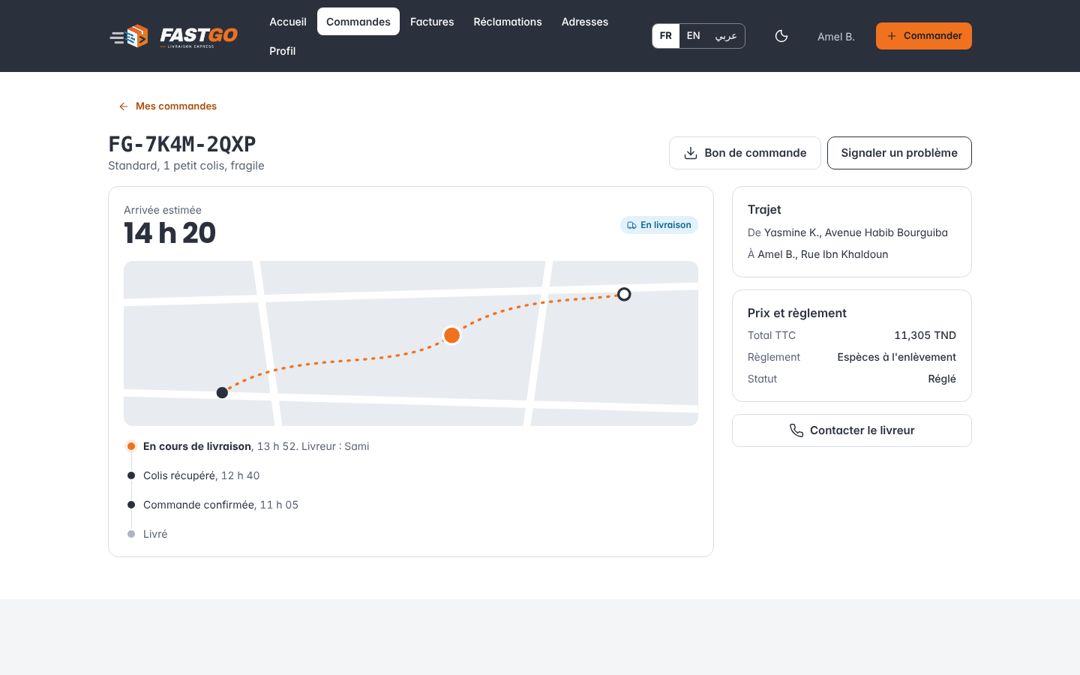 FASTGO
LIVRAISON EXPRESS
Accueil
Commandes
Factures
Réclamations
Adresses
Profil
FR
EN
عربي
Amel B.
Commander
Mes commandes
FG-7K4M-2QXP
Standard, 1 petit colis, fragile
Bon de commande
Signaler un problème
Arrivée estimée
14 h 20
En livraison
En cours de livraison, 13 h 52. Livreur : Sami
Colis récupéré, 12 h 40
Commande confirmée, 11 h 05
Livré
Trajet
De Yasmine K., Avenue Habib Bourguiba
À Amel B., Rue Ibn Khaldoun
Prix et règlement
Total TTC 11,305 TND
Règlement Espèces à l'enlèvement
Statut Réglé
Contacter le livreur